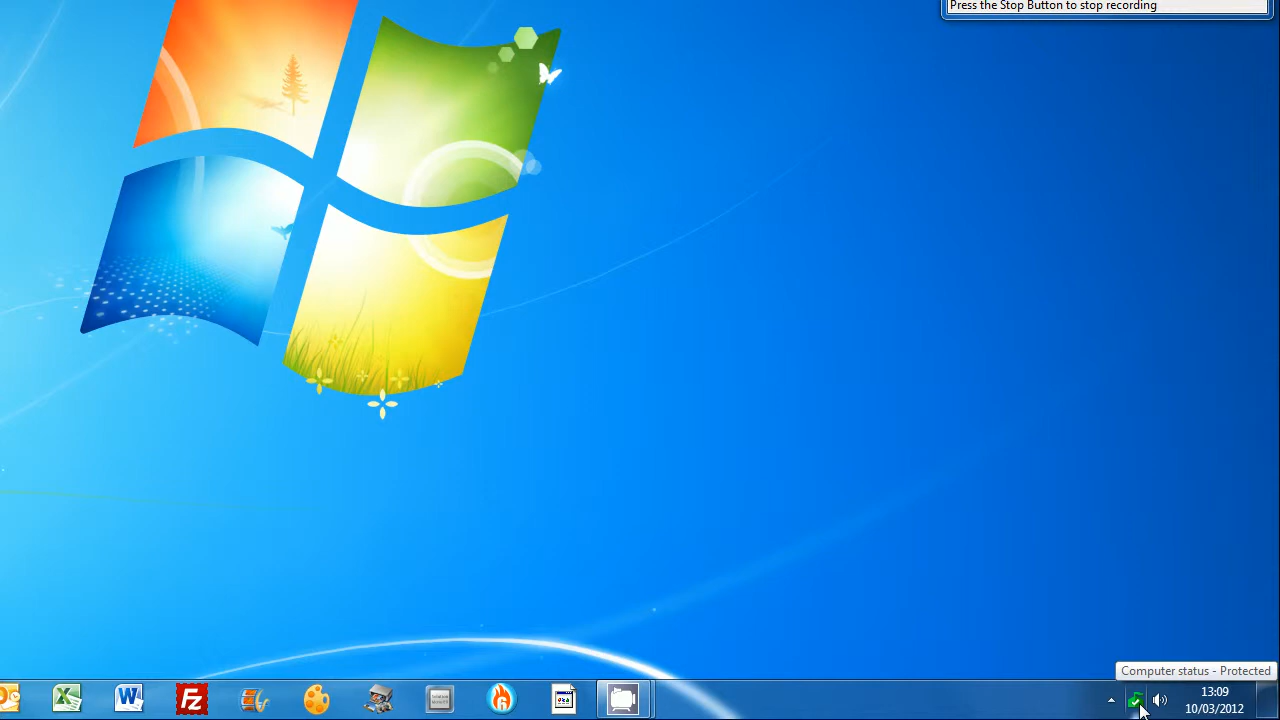 Press the Stop Button to stop recording
Computer status - Protected
13:09
10/03/2012